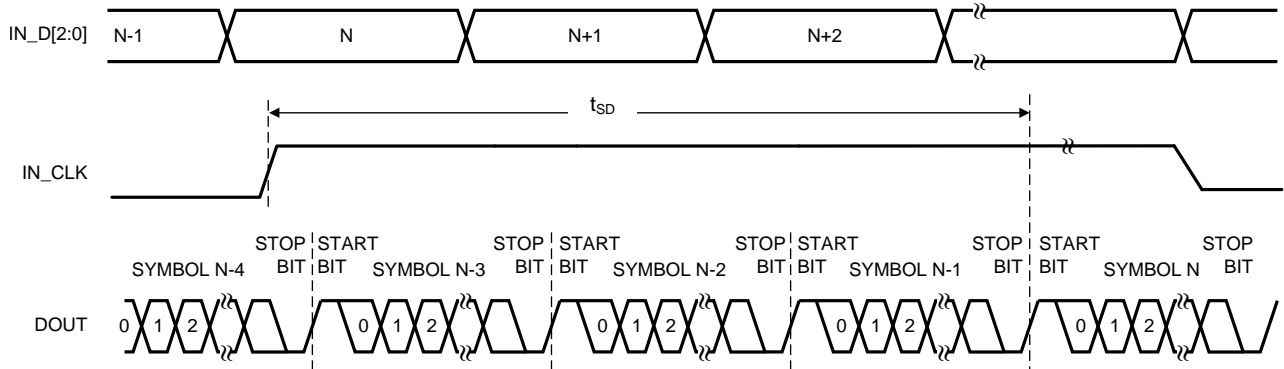 IN_D[2:0]
N-1
N
N+1
N+2
tSD
IN_CLK
STOP BIT
START BIT
STOP BIT
START BIT
STOP BIT
START BIT
STOP BIT
START BIT
STOP BIT
SYMBOL N-4
SYMBOL N-3
SYMBOL N-2
SYMBOL N-1
SYMBOL N
DOUT
0 1 2
0 1 2
0 1 2
0 1 2
0 1 2